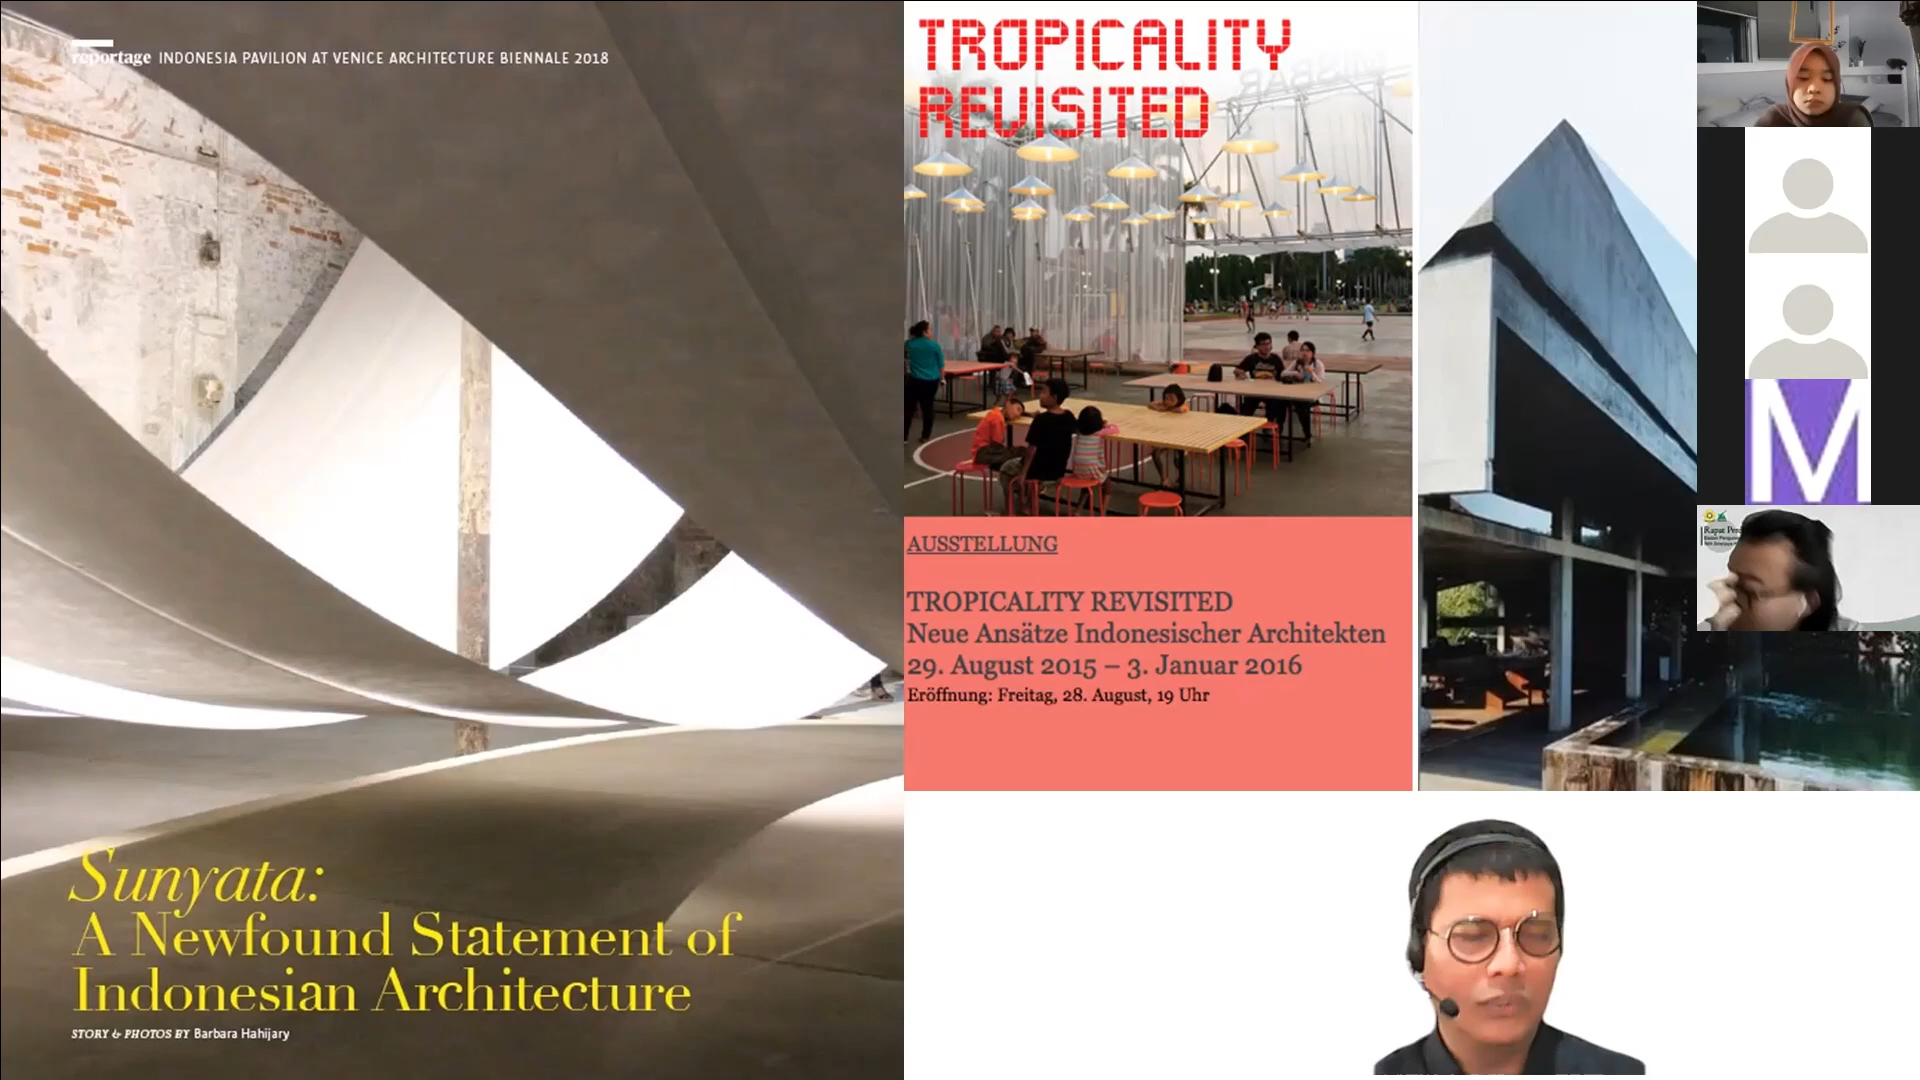 reportage INDONESIA PAVILION AT VENICE ARCHITECTURE BIENNALE 2018
Sunyata:
A Newfound Statement of
Indonesian Architecture
STORY & PHOTOS BY Barbara Hahijary
TROPICALITY
REVISITED
AUSSTELLUNG
TROPICALITY REVISITED
Neue Ansätze Indonesischer Architekten
29. August 2015 – 3. Januar 2016
Eröffnung: Freitag, 28. August, 19 Uhr
M